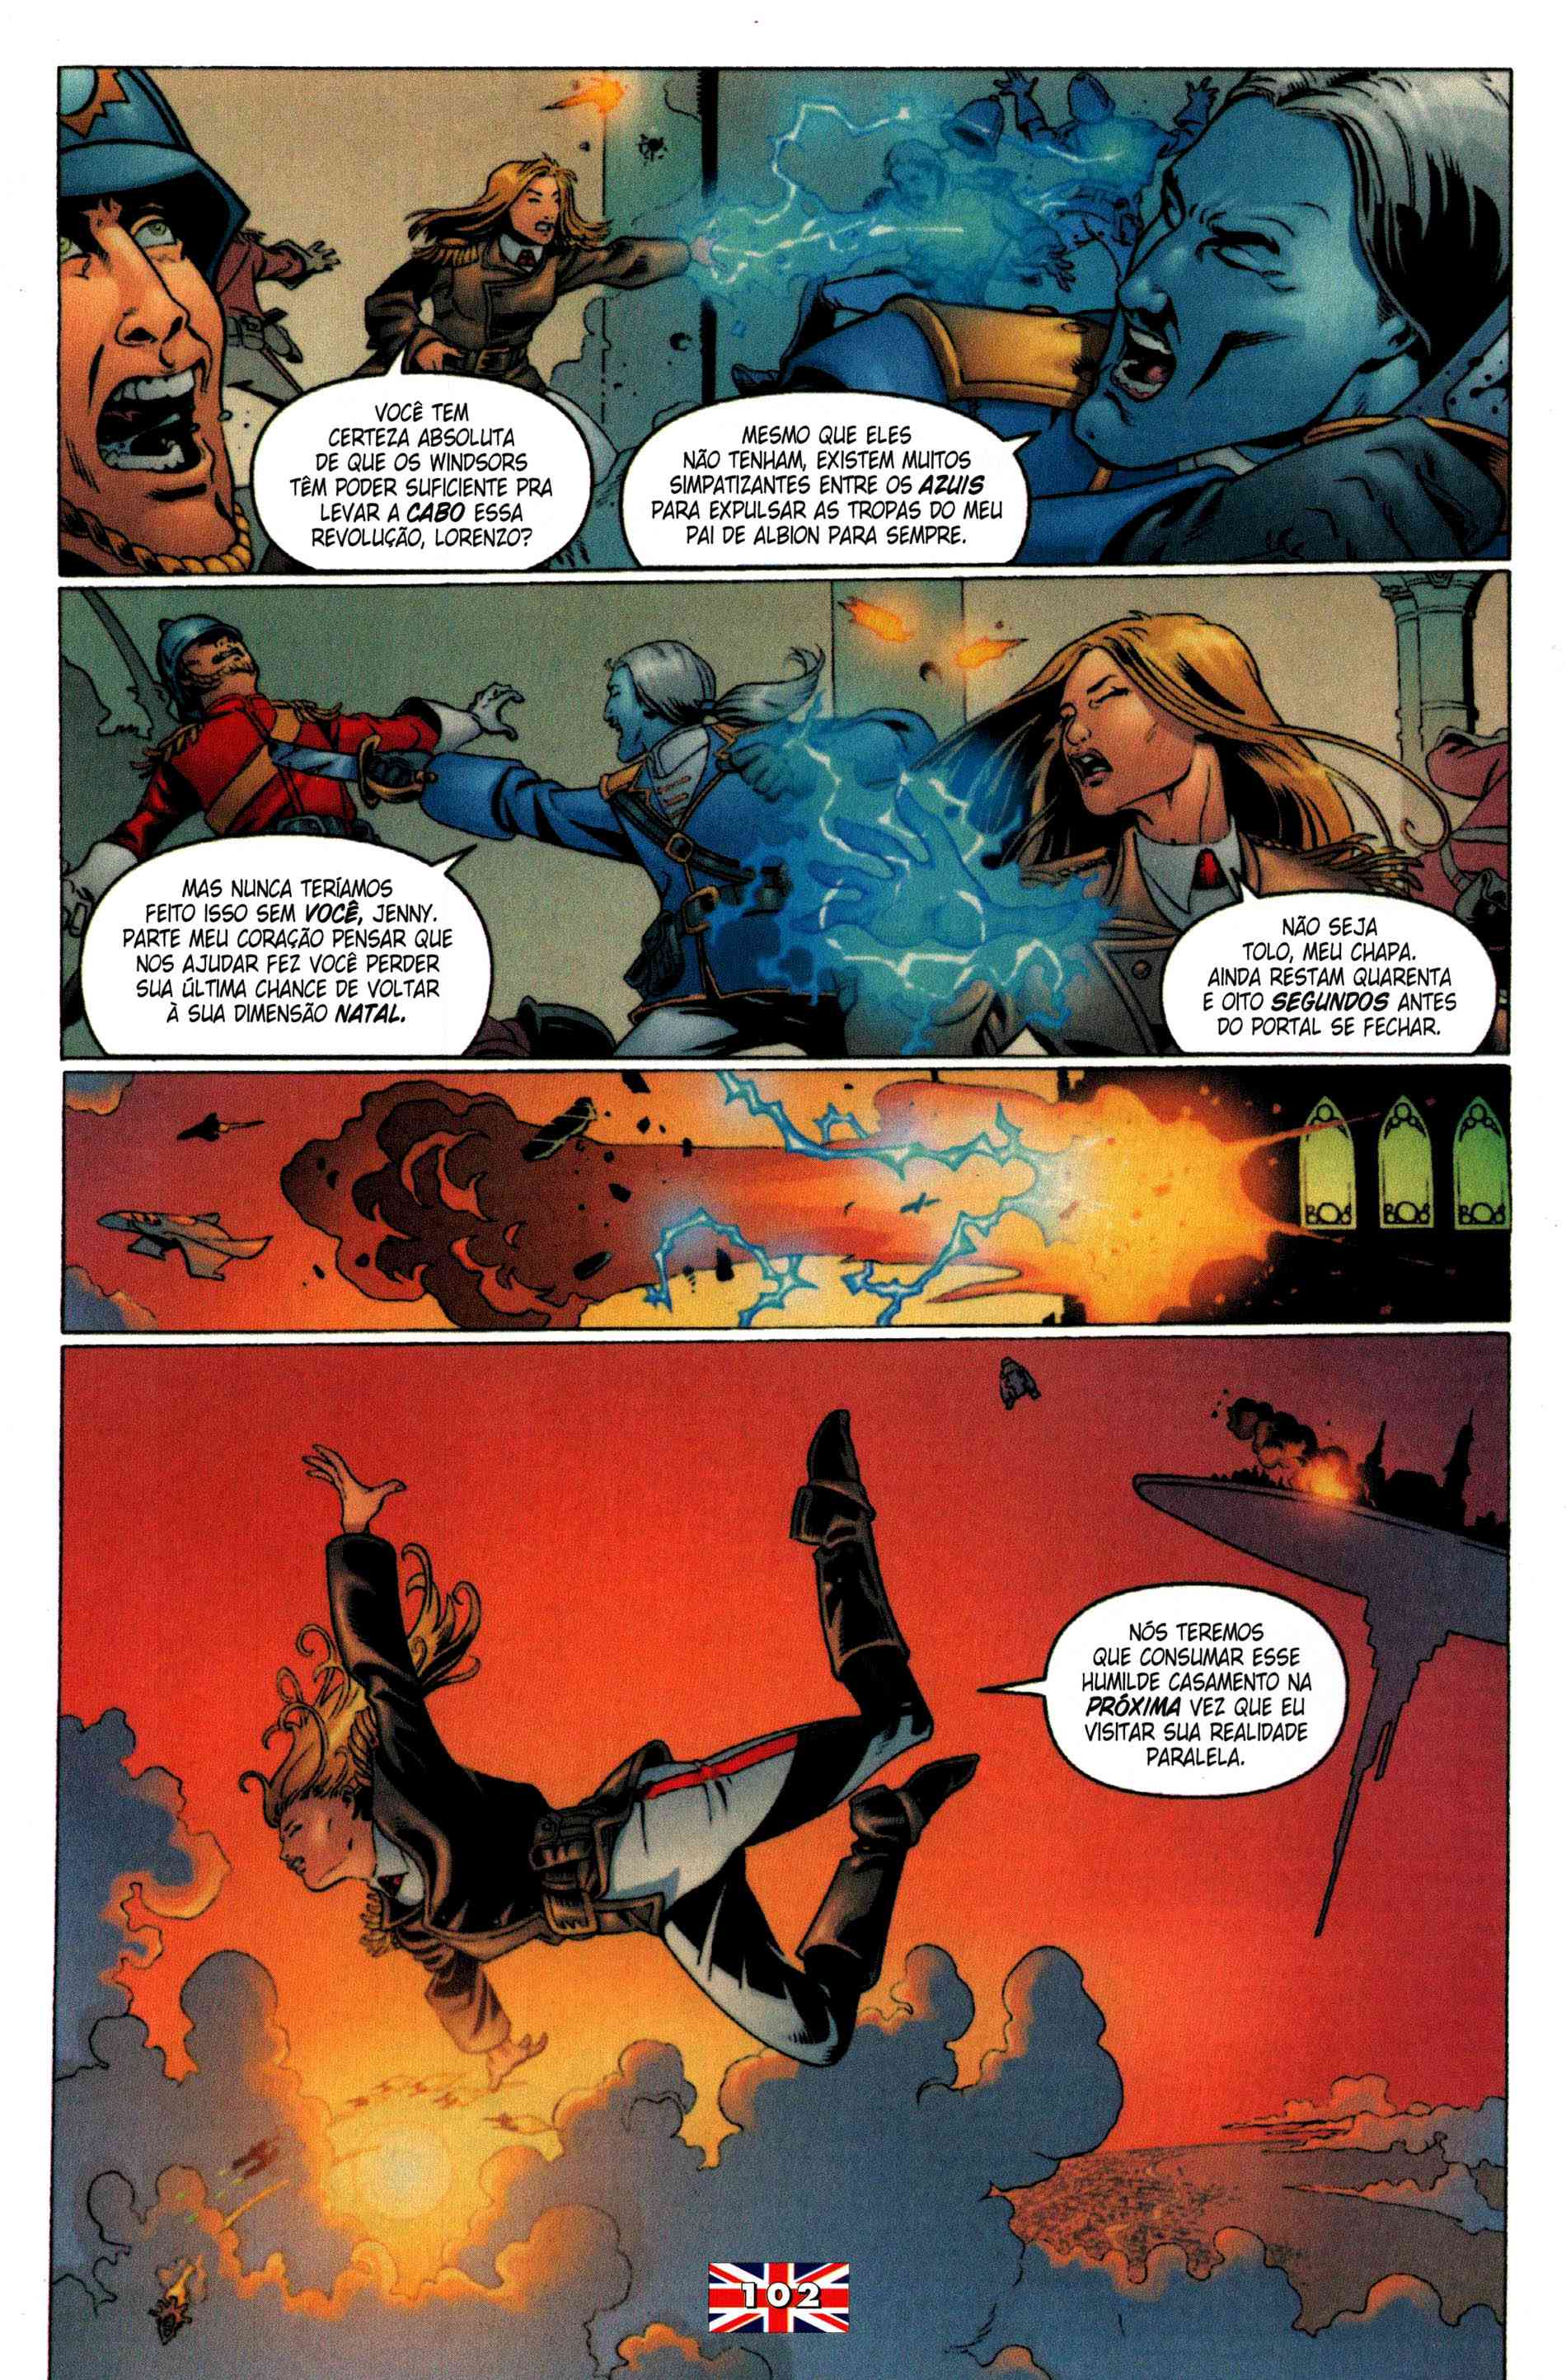 VOCÊ TEM
CERTEZA ABSOLUTA
DE QUE OS WINDSORS
TÊM PODER SUFICIENTE PRA
LEVAR A CABO ESSA
REVOLUÇÃO, LORENZO?
MESMO QUE ELES
NÃO TENHAM, EXISTEM MUITOS
SIMPATIZANTES ENTRE OS AZUIS
PARA EXPULSAR AS TROPAS DO MEU
PAI DE ALBION PARA SEMPRE.
MAS NUNCA TERÍAMOS
FEITO ISSO SEM VOCÊ, JENNY.
PARTE MEU CORAÇÃO PENSAR QUE
NOS AJUDAR FEZ VOCÊ PERDER
SUA ÚLTIMA CHANCE DE VOLTAR
À SUA DIMENSÃO NATAL.
NÃO SEJA
TOLO, MEU CHAPA.
AINDA RESTAM QUARENTA
E OITO SEGUNDOS ANTES
DO PORTAL SE FECHAR.
NÓS TEREMOS
QUE CONSUMAR ESSE
HUMILDE CASAMENTO NA
PRÓXIMA VEZ QUE EU
VISITAR SUA REALIDADE
PARALELA.
102